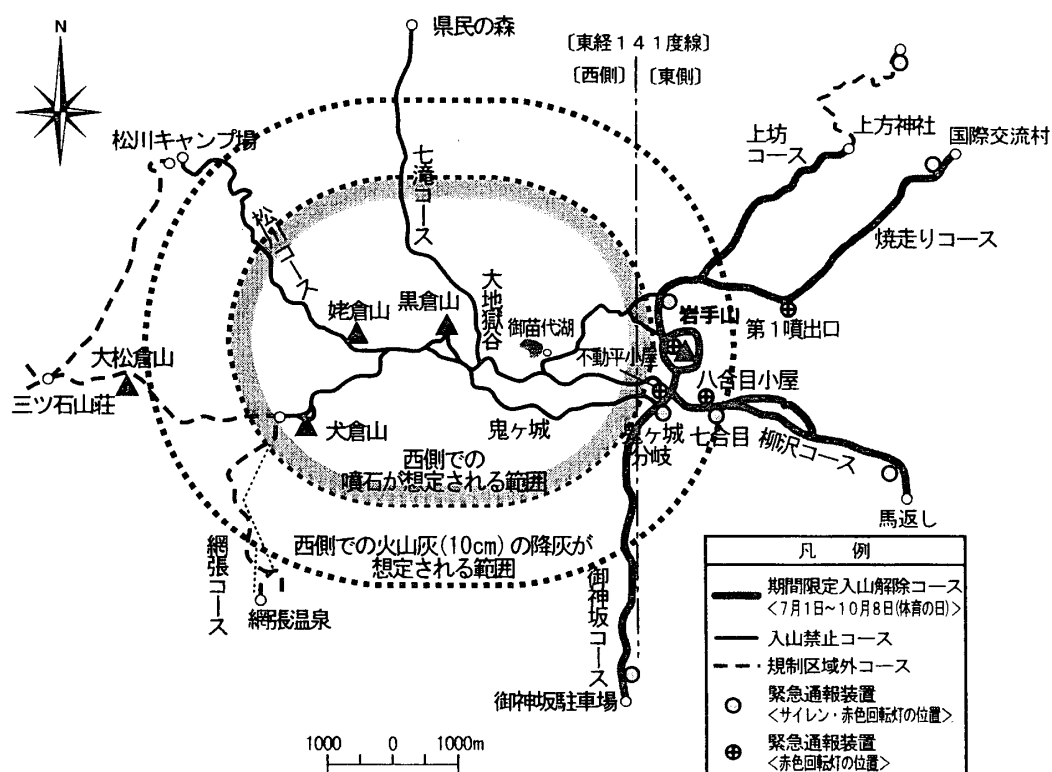 N
県民の森
〔東経141度線〕
〔西側〕
〔東側〕
松川キャンプ場
上坊
コース
上方神社
国際交流村
七滝コース
松川コース
焼走りコース
大地獄谷
姥倉山
黒倉山
御苗代湖
岩手山
第1噴出口
不動平小屋
大松倉山
三ツ石山荘
八合目小屋
犬倉山
鬼ヶ城
鬼ヶ城
分岐
七合目
柳沢コース
西側での
噴石が想定される範囲
馬返し
西側での火山灰(10cm)の降灰が
想定される範囲
網張コース
網張温泉
御神坂コース
御神坂駐車場
1000 0 1000m
凡 例
期間限定入山解除コース
<7月1日~10月8日(体育の日)>
入山禁止コース
規制区域外コース
緊急通報装置
<サイレン・赤色回転灯の位置>
緊急通報装置
<赤色回転灯の位置>